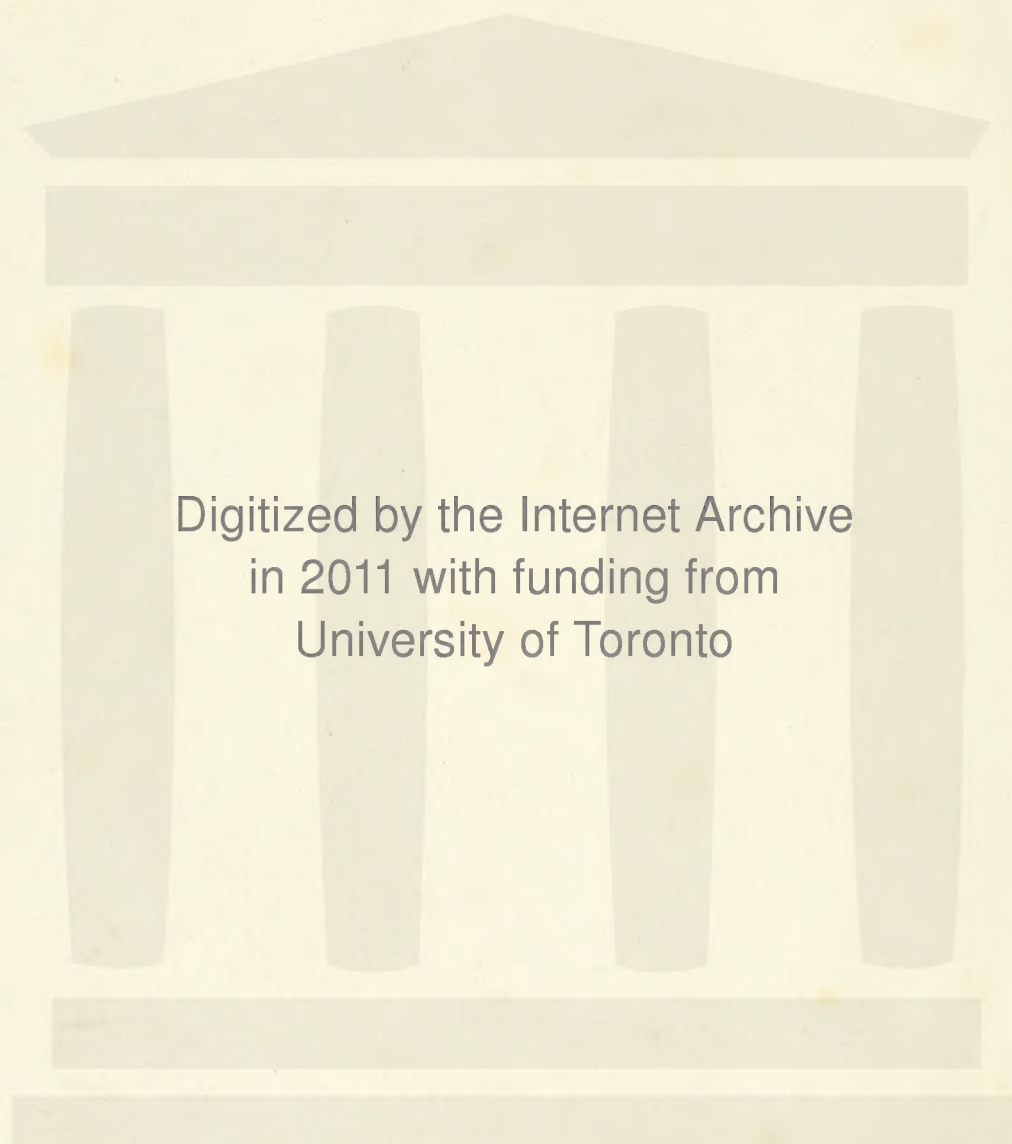 Digitized by the Internet Archive
in 2011 with funding from
University of Toronto